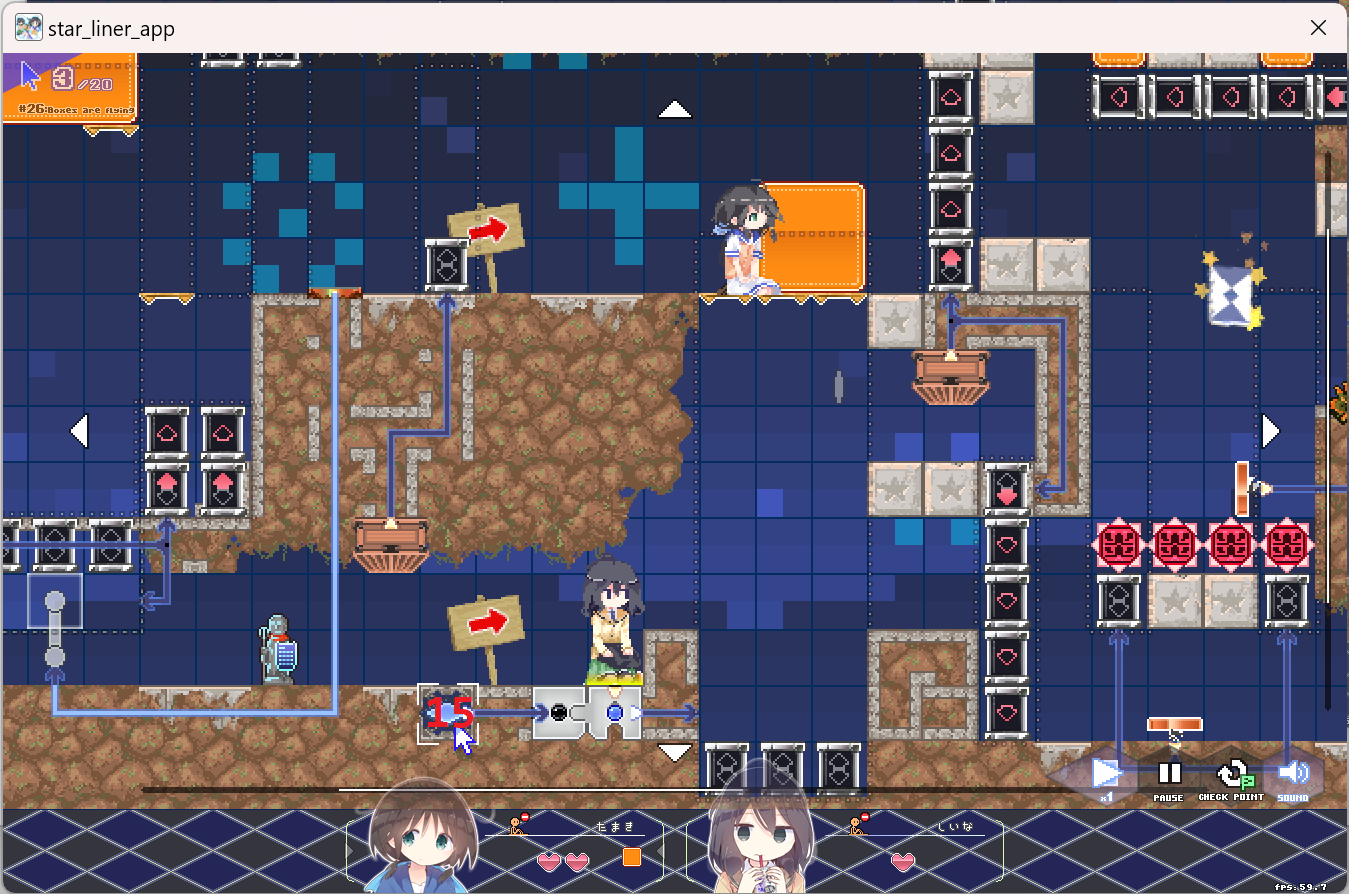 star_liner_app
3/20
#26:Boxes are flying
15
x1
PAUSE
CHECK POINT
SOUND
たまき
しいな
fps:59.7